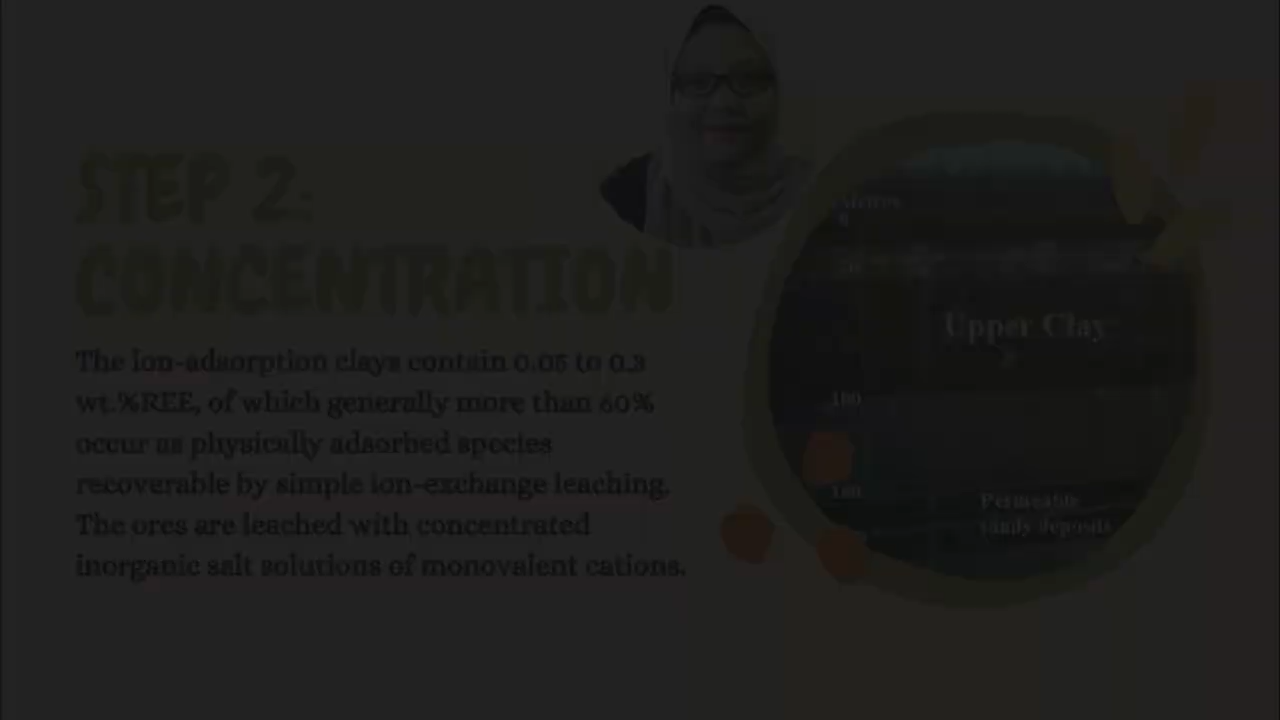 STEP 2:
CONCENTRATION
The ion-adsorption clays contain 0.05 to 0.3
wt.%REE, of which generally more than 60%
occur as physically adsorbed species
recoverable by simple ion-exchange leaching.
The ores are leached with concentrated
inorganic salt solutions of monovalent cations.
Upper Clay
180
Permeable
sandy deposits